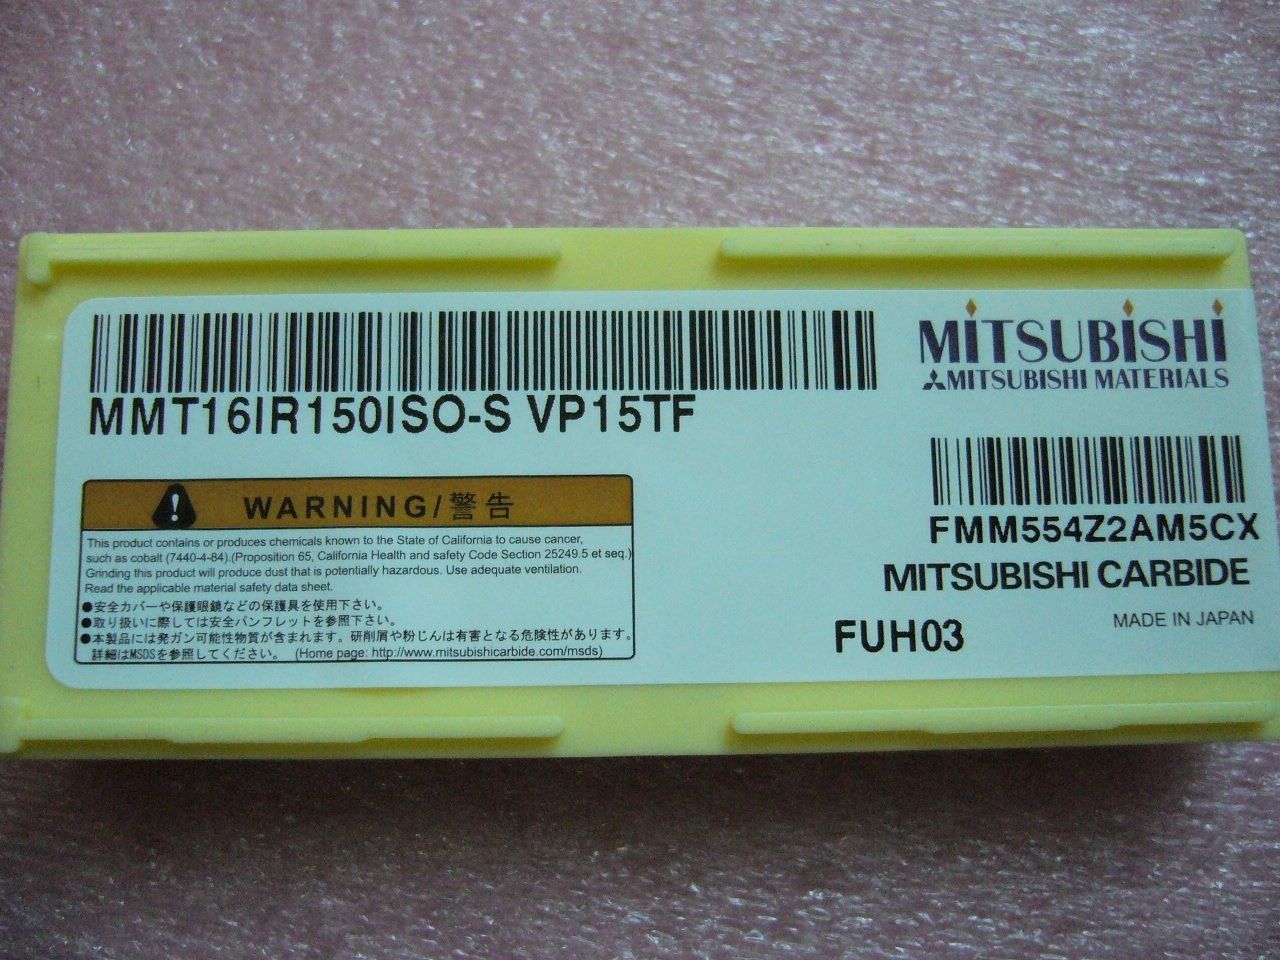 MITSUBISHI
MITSUBISHI MATERIALS
MMT16IR150ISO-S VP15TF
FMM554Z2AM5CX
MITSUBISHI CARBIDE
MADE IN JAPAN
FUH03
WARNING/警告
This product contains or produces chemicals known to the State of California to cause cancer,
such as cobalt (7440-4-84).(Proposition 65, California Health and safety Code Section 25249.5 et seq.)
Grinding this product will produce dust that is potentially hazardous. Use adequate ventilation.
Read the applicable material safety data sheet.
●安全カバーや保護眼鏡などの保護具を使用下さい。
●取り扱いに際しては安全パンフレットを参照下さい。
●本製品には発ガン可能性物質が含まれます。研削屑や粉じんは有害となる危険性があります。
詳細はMSDSを参照してください。 (Home page: http://www.mitsubishicarbide.com/msds)